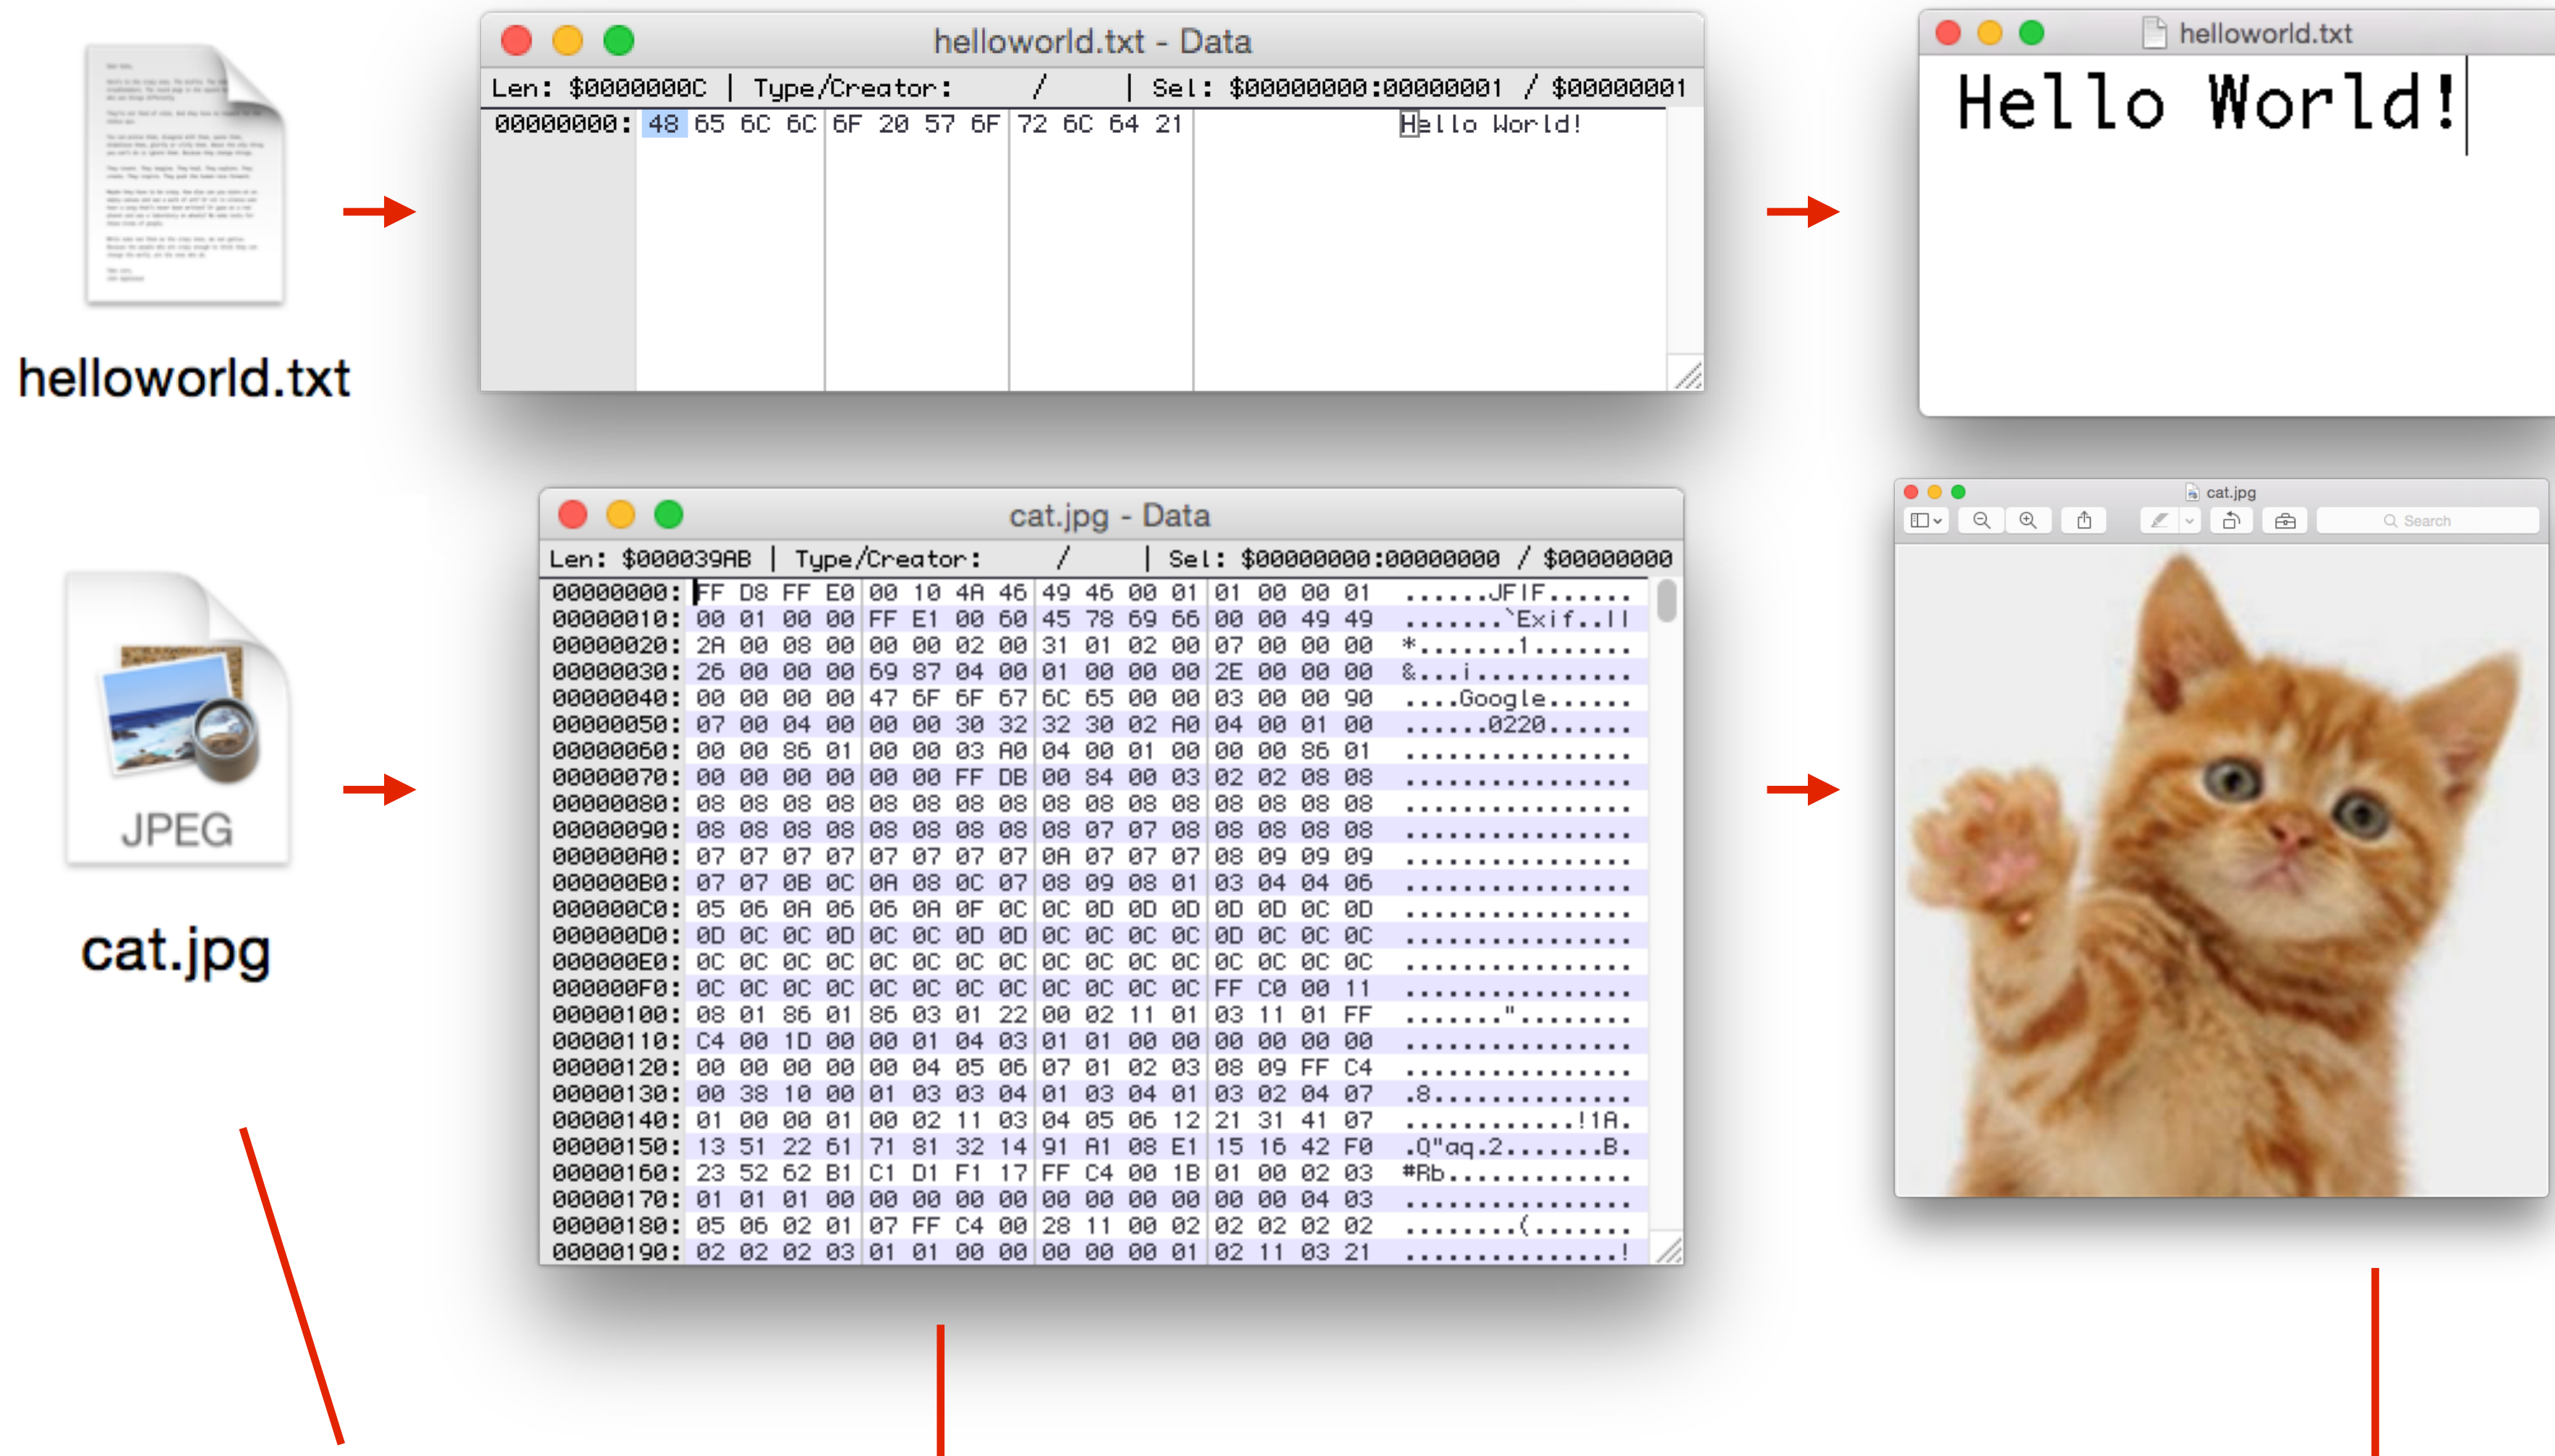 helloworld.txt
helloworld.txt - Data
Len: $0000000C | Type/Creator: / | Sel: $00000000:00000001 / $00000001
00000000: 48 65 6C 6C 6F 20 57 6F 72 6C 64 21 Hello World!
helloworld.txt
Hello World!
JPEG
cat.jpg
cat.jpg - Data
Len: $000039AB | Type/Creator: / | Sel: $00000000:00000000 / $00000000
00000000: FF D8 FF E0 00 10 4A 46 49 46 00 01 01 00 00 01 ......JFIF......
00000010: 00 01 00 00 FF E1 00 60 45 78 69 66 00 00 49 49 .......`Exif..II
00000020: 2A 00 08 00 00 00 02 00 31 01 02 00 07 00 00 00 *.......1.......
00000030: 26 00 00 00 69 87 04 00 01 00 00 00 2E 00 00 00 &...i...........
00000040: 00 00 00 00 47 6F 6F 67 6C 65 00 00 03 00 00 90 ....Google......
00000050: 07 00 04 00 00 00 30 32 32 30 02 A0 04 00 01 00 ......0220......
00000060: 00 00 86 01 00 00 03 A0 04 00 01 00 00 00 86 01 ................
00000070: 00 00 00 00 00 00 FF DB 00 84 00 03 02 02 08 08 ................
00000080: 08 08 08 08 08 08 08 08 08 08 08 08 08 08 08 08 ................
00000090: 08 08 08 08 08 08 08 08 08 07 07 08 08 08 08 08 ................
000000A0: 07 07 07 07 07 07 07 07 0A 07 07 07 08 09 09 09 ................
000000B0: 07 07 0B 0C 0A 08 0C 07 08 09 08 01 03 04 04 06 ................
000000C0: 05 06 0A 06 06 0A 0F 0C 0C 0D 0D 0D 0D 0D 0C 0D ................
000000D0: 0D 0C 0C 0D 0C 0C 0D 0D 0C 0C 0C 0C 0D 0C 0C 0C ................
000000E0: 0C 0C 0C 0C 0C 0C 0C 0C 0C 0C 0C 0C 0C 0C 0C 0C ................
000000F0: 0C 0C 0C 0C 0C 0C 0C 0C 0C 0C 0C 0C FF C0 00 11 ................
00000100: 08 01 86 01 86 03 01 22 00 02 11 01 03 11 01 FF ......."........
00000110: C4 00 1D 00 00 01 04 03 01 01 00 00 00 00 00 00 ................
00000120: 00 00 00 00 00 04 05 06 07 01 02 03 08 09 FF C4 ................
00000130: 00 38 10 00 01 03 03 04 01 03 04 01 03 02 04 07 .8..............
00000140: 01 00 00 01 00 02 11 03 04 05 06 12 21 31 41 07 ............!1A.
00000150: 13 51 22 61 71 81 32 14 91 A1 08 E1 15 16 42 F0 .Q"aq.2.......B.
00000160: 23 52 62 B1 C1 D1 F1 17 FF C4 00 1B 01 00 02 03 #Rb.............
00000170: 01 01 01 00 00 00 00 00 00 00 00 00 00 00 04 03 ................
00000180: 05 06 02 01 07 FF C4 00 28 11 00 02 02 02 02 02 ........(.......
00000190: 02 02 02 03 01 01 00 00 00 00 00 01 02 11 03 21 ...............!
cat.jpg
Search